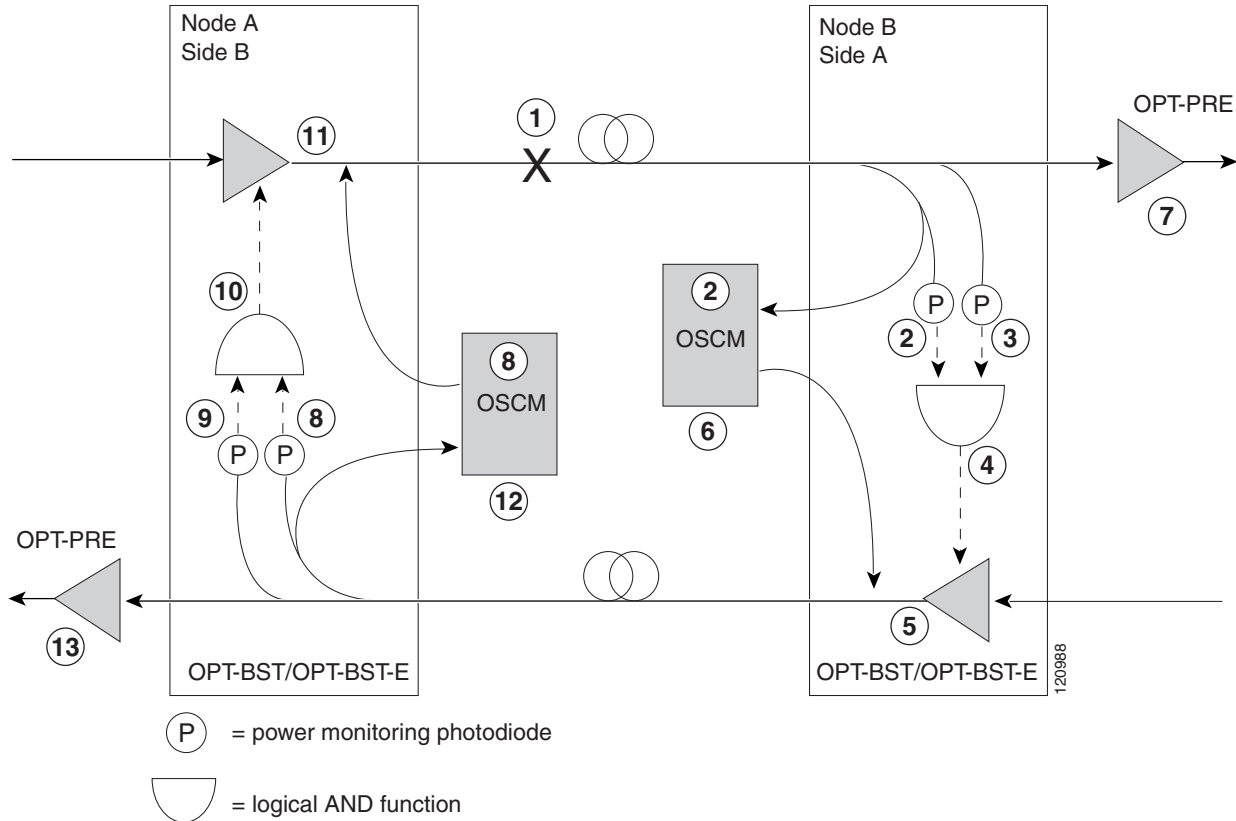 Node A
Side B
Node B
Side A
OPT-PRE
1
11
7
2
OSCM
10
P
P
2
3
8
OSCM
9
8
6
P
P
4
12
OPT-PRE
13
5
OPT-BST/OPT-BST-E
OPT-BST/OPT-BST-E
120988
P = power monitoring photodiode
= logical AND function
X